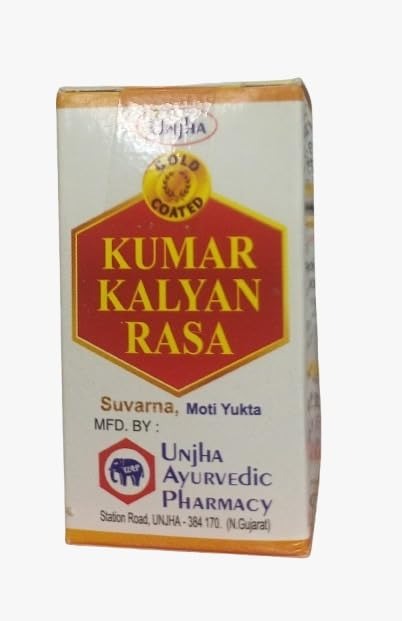 UNJHA
GOLD
COATED
KUMAR
KALYAN
RASA
Suvarna, Moti Yukta
MFD. BY :
UNJHA
AYURVEDIC
PHARMACY
Station Road, UNJHA - 384 170. (N.Gujarat)